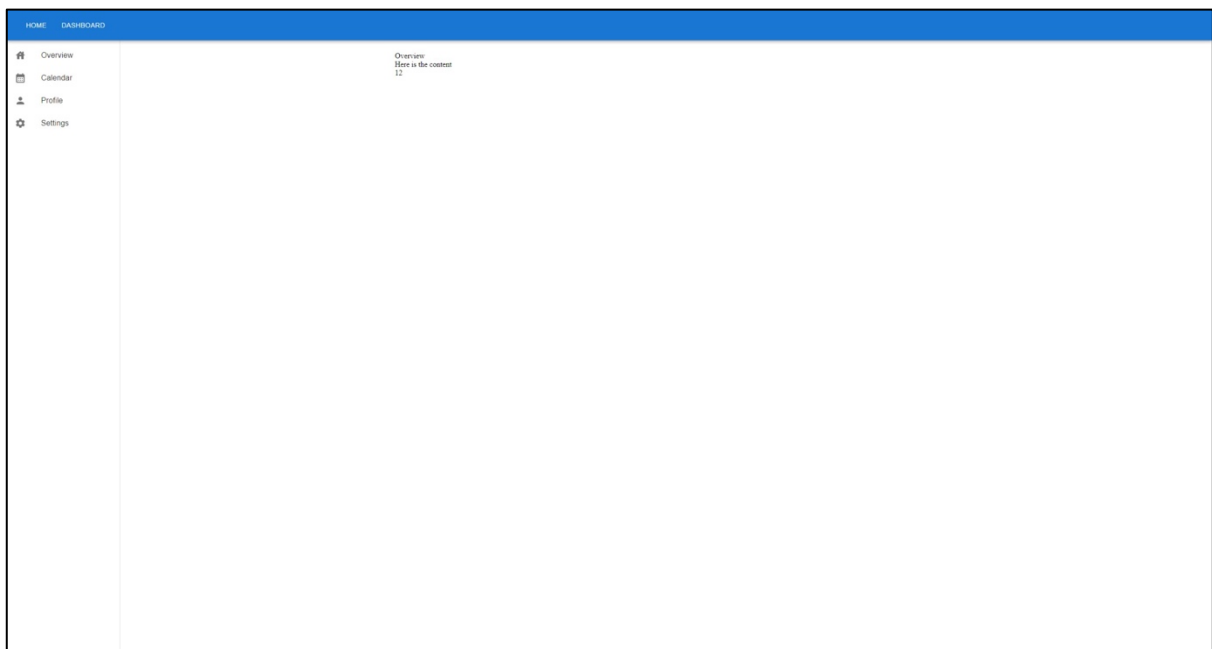 HOME DASHBOARD
Overview
Calendar
Profile
Settings
Overview
Here is the content
12